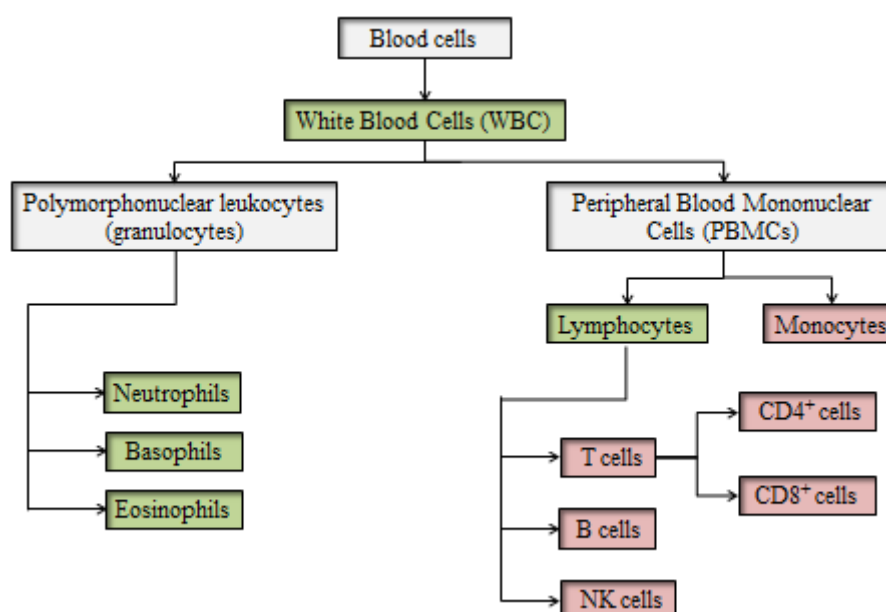 Blood cells
White Blood Cells (WBC)
Polymorphonuclear leukocytes
(granulocytes)
Peripheral Blood Mononuclear
Cells (PBMCs)
Lymphocytes
Monocytes
Neutrophils
Basophils
Eosinophils
T cells
CD4⁺ cells
CD8⁺ cells
B cells
NK cells